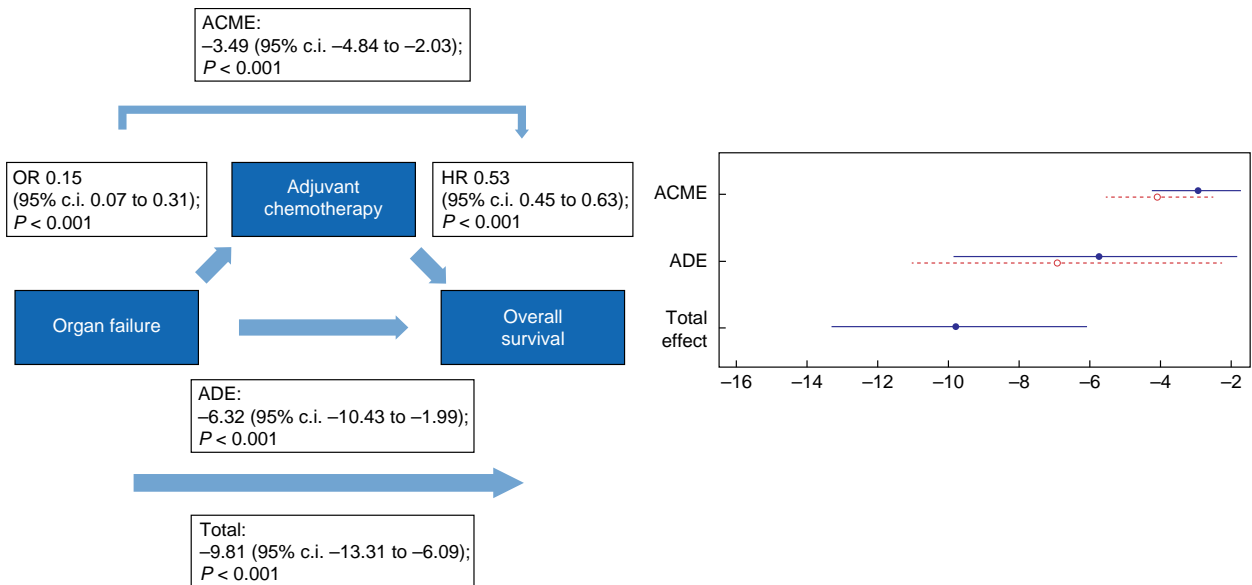 ACME:
–3.49 (95% c.i. –4.84 to –2.03);
P < 0.001
OR 0.15
(95% c.i. 0.07 to 0.31);
P < 0.001
Adjuvant
chemotherapy
HR 0.53
(95% c.i. 0.45 to 0.63);
P < 0.001
Organ failure
Overall
survival
ADE:
–6.32 (95% c.i. –10.43 to –1.99);
P < 0.001
Total:
–9.81 (95% c.i. –13.31 to –6.09);
P < 0.001
ACME
ADE
Total
effect
–16 –14 –12 –10 –8 –6 –4 –2